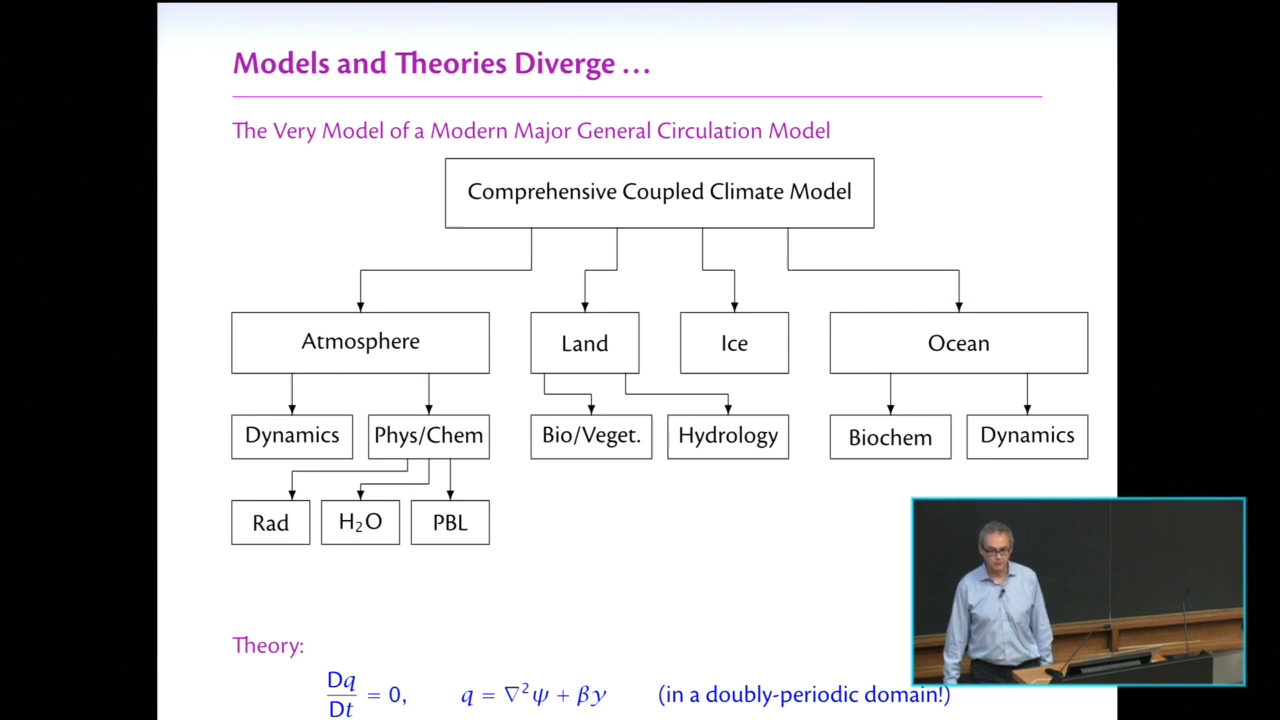 Models and Theories Diverge …
The Very Model of a Modern Major General Circulation Model
Comprehensive Coupled Climate Model
Atmosphere
Land
Ice
Ocean
Dynamics
Phys/Chem
Bio/Veget.
Hydrology
Biochem
Dynamics
Rad
H₂O
PBL
Theory:
Dq/Dt = 0, q = ∇²ψ + βy (in a doubly-periodic domain!)